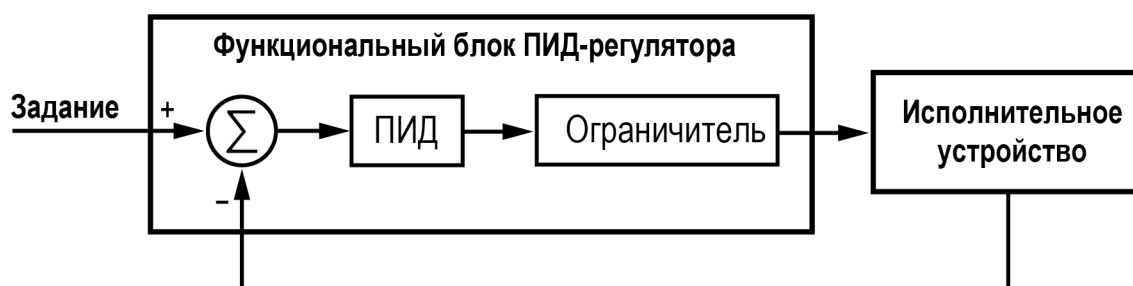 Функциональный блок ПИД-регулятора
Задание
+
∑
ПИД
Ограничитель
Исполнительное
устройство
−